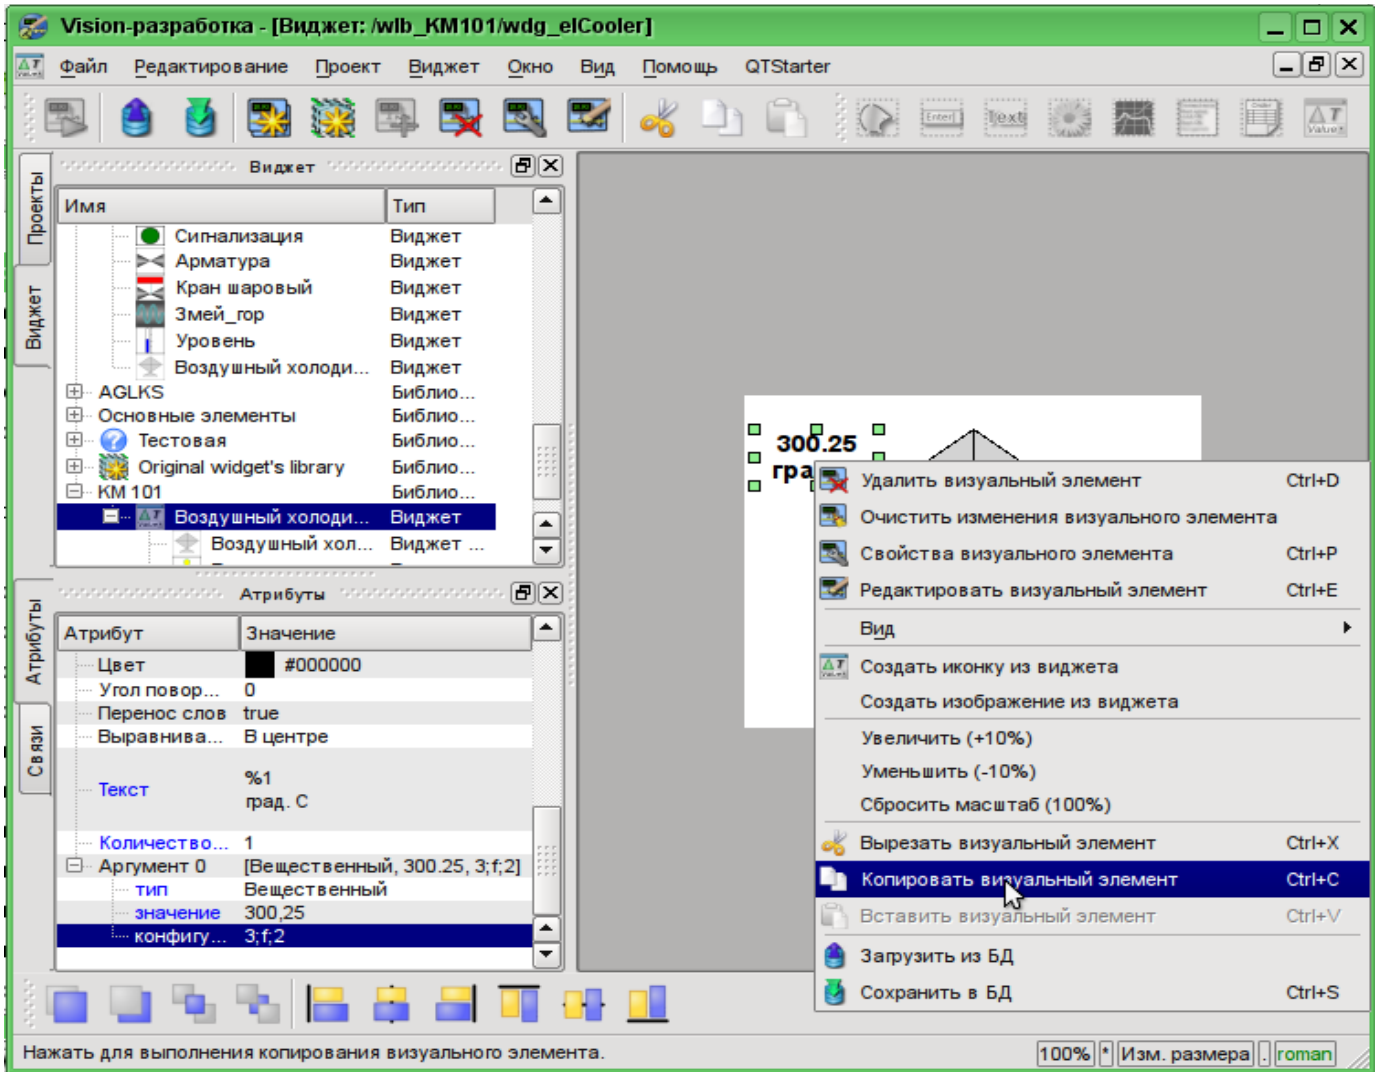 Vision-разработка - [Виджет: /wlb_KM101/wdg_elCooler]
Файл Редактирование Проект Виджет Окно Вид Помощь QTStarter
Enter Text
Проекты
Виджет
Виджет
Имя Тип
Сигнализация Виджет
Арматура Виджет
Кран шаровый Виджет
Змей_гор Виджет
Уровень Виджет
Воздушный холоди... Виджет
AGLKS Библио...
Основные элементы Библио...
Тестовая Библио...
Original widget's library Библио...
КМ 101 Библио...
Воздушный холоди... Виджет
Воздушный хол... Виджет ...
Атрибуты
Связи
Атрибуты
Атрибут Значение
Цвет #000000
Угол повор... 0
Перенос слов true
Выравнива... В центре
Текст %1
град. С
Количество... 1
Аргумент 0 [Вещественный, 300.25, 3;f;2]
тип Вещественный
значение 300,25
конфигу... 3;f;2
300.25
гра
Удалить визуальный элемент Ctrl+D
Очистить изменения визуального элемента
Свойства визуального элемента Ctrl+P
Редактировать визуальный элемент Ctrl+E
Вид
Создать иконку из виджета
Создать изображение из виджета
Увеличить (+10%)
Уменьшить (-10%)
Сбросить масштаб (100%)
Вырезать визуальный элемент Ctrl+X
Копировать визуальный элемент Ctrl+C
Вставить визуальный элемент Ctrl+V
Загрузить из БД
Сохранить в БД Ctrl+S
Нажать для выполнения копирования визуального элемента.
100% * Изм. размера . roman